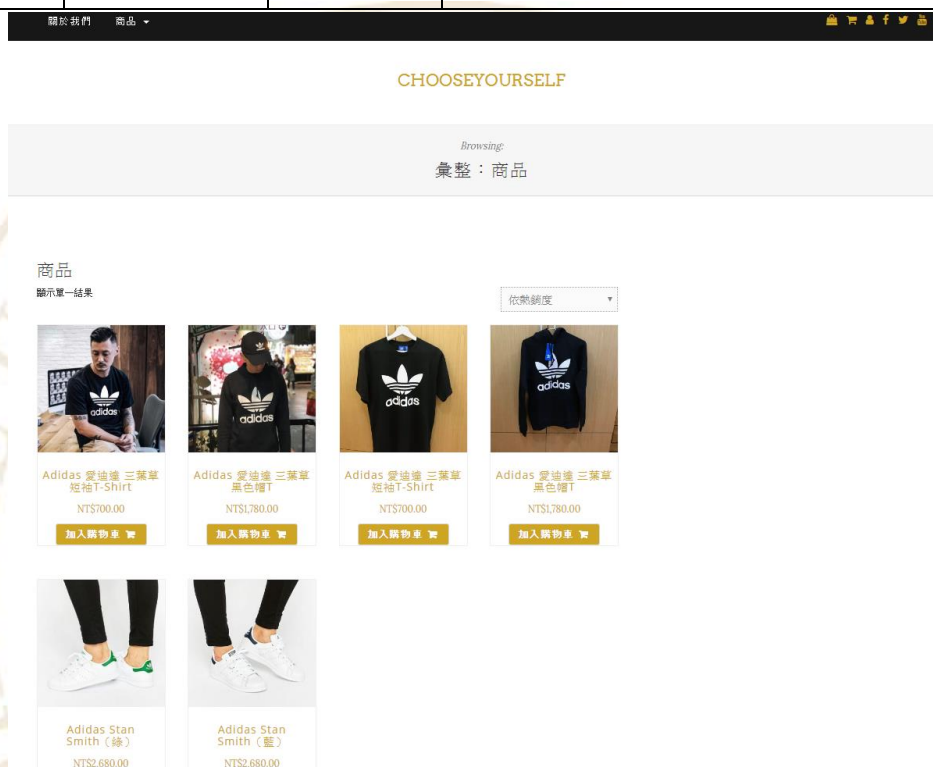 關於我們 商品
CHOOSEYOURSELF
Browsing:
彙整：商品
商品
顯示單一結果
依熱銷度
adidas
adidas
adidas
adidas
Adidas 愛迪達 三葉草
短袖T-Shirt
NT$700.00
加入購物車
Adidas 愛迪達 三葉草
黑色帽T
NT$1,780.00
加入購物車
Adidas 愛迪達 三葉草
短袖T-Shirt
NT$700.00
加入購物車
Adidas 愛迪達 三葉草
黑色帽T
NT$1,780.00
加入購物車
Adidas Stan
Smith（綠）
NT$2,680.00
Adidas Stan
Smith（藍）
NT$2,680.00